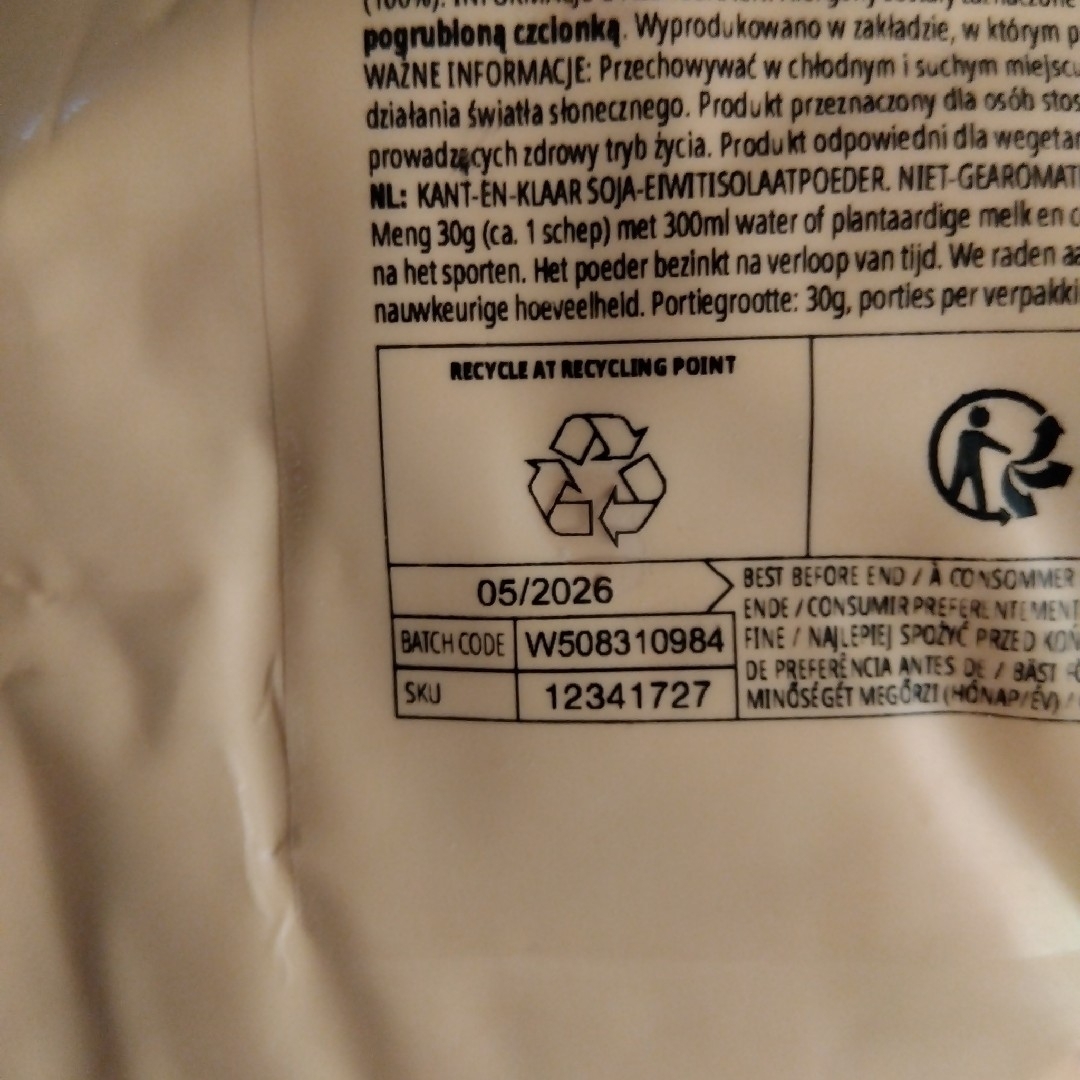 pogrubioną czcionką. Wyprodukowano w zakładzie, w którym
WAŻNE INFORMACJE: Przechowywać w chłodnym i suchym miejscu
działania światła słonecznego. Produkt przeznaczony dla osób
prowadzących zdrowy tryb życia. Produkt odpowiedni dla
NL: KANT-EN-KLAAR SOJA-EIWITISOLAATPOEDER.
Meng 30g (ca. 1 schep) met 300ml water of plantaardige melk en
na het sporten. Het poeder bezinkt na verloop van tijd. We raden
nauwkeurige hoeveelheid. Portiegrootte: 30g, porties per
RECYCLE AT RECYCLING POINT
05/2026
BATCH CODE W508310984
SKU 12341727
BEST BEFORE END / À CONSOMMER
ENDE / CONSUMIR PREFERENTEMENT
FINE / NAJLEPIEJ SPOŻYĆ PRZED
DE PREFERÊNCIA ANTES DE / BÄST
MINŐSÉGÉT MEGŐRZI (HÓNAP/ÉV) /